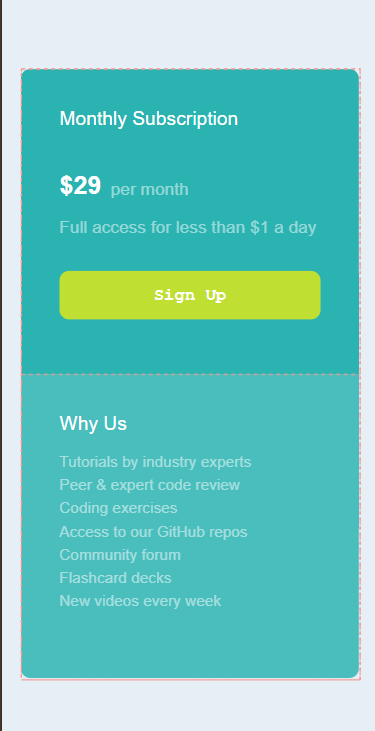 Monthly Subscription
$29 per month
Full access for less than $1 a day
Sign Up
Why Us
Tutorials by industry experts
Peer & expert code review
Coding exercises
Access to our GitHub repos
Community forum
Flashcard decks
New videos every week